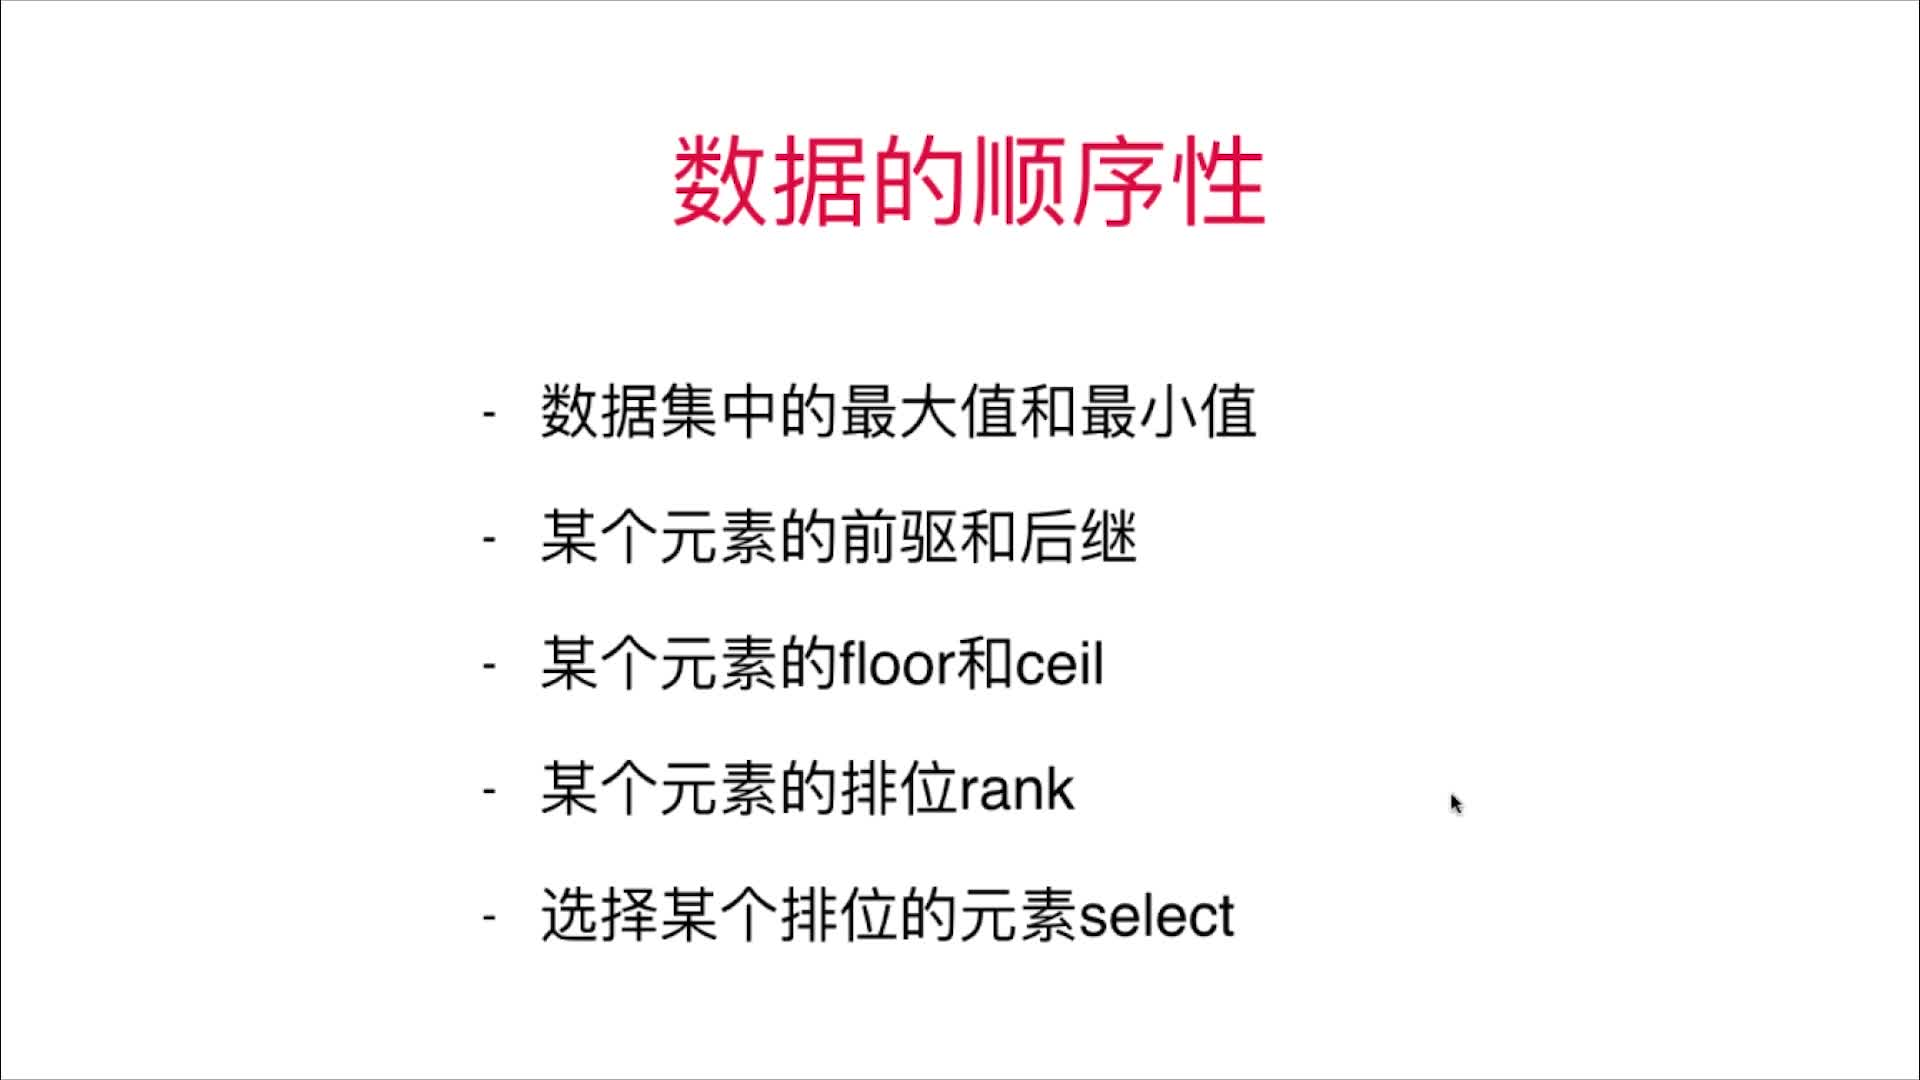 数据的顺序性
- 数据集中的最大值和最小值
- 某个元素的前驱和后继
- 某个元素的floor和ceil
- 某个元素的排位rank
- 选择某个排位的元素select